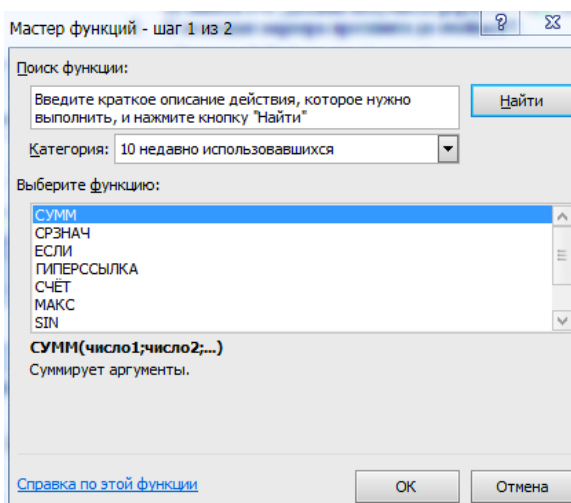 Мастер функций - шаг 1 из 2
Поиск функции:
Введите краткое описание действия, которое нужно
выполнить, и нажмите кнопку "Найти"
Найти
Категория: 10 недавно использовавшихся
Выберите функцию:
СУММ
СРЗНАЧ
ЕСЛИ
ГИПЕРССЫЛКА
СЧЁТ
МАКС
SIN
СУММ(число1;число2;...)
Суммирует аргументы.
Справка по этой функции
ОК
Отмена